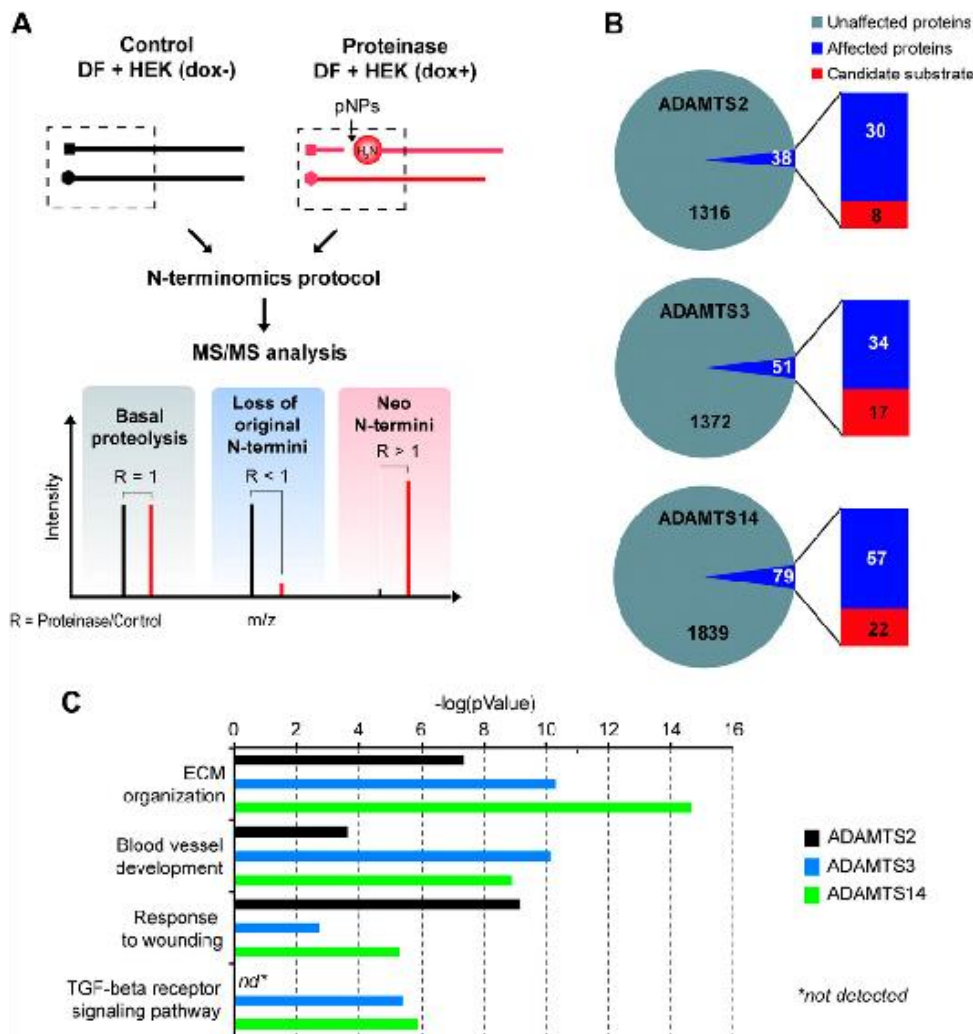 A
Control
DF + HEK (dox-)
Proteinase
DF + HEK (dox+)
pNPs
H₂N
N-terminomics protocol
MS/MS analysis
Basal
proteolysis
R = 1
Loss of
original
N-termini
R < 1
Neo
N-termini
R > 1
Intensity
R = Proteinase/Control
m/z
B
Unaffected proteins
Affected proteins
Candidate substrate
ADAMTS2
38
1316
30
8
ADAMTS3
51
1372
34
17
ADAMTS14
79
1839
57
22
C
-log(pValue)
0 2 4 6 8 10 12 14 16
ECM
organization
Blood vessel
development
Response
to wounding
TGF-beta receptor
signaling pathway
nd*
ADAMTS2
ADAMTS3
ADAMTS14
*not detected